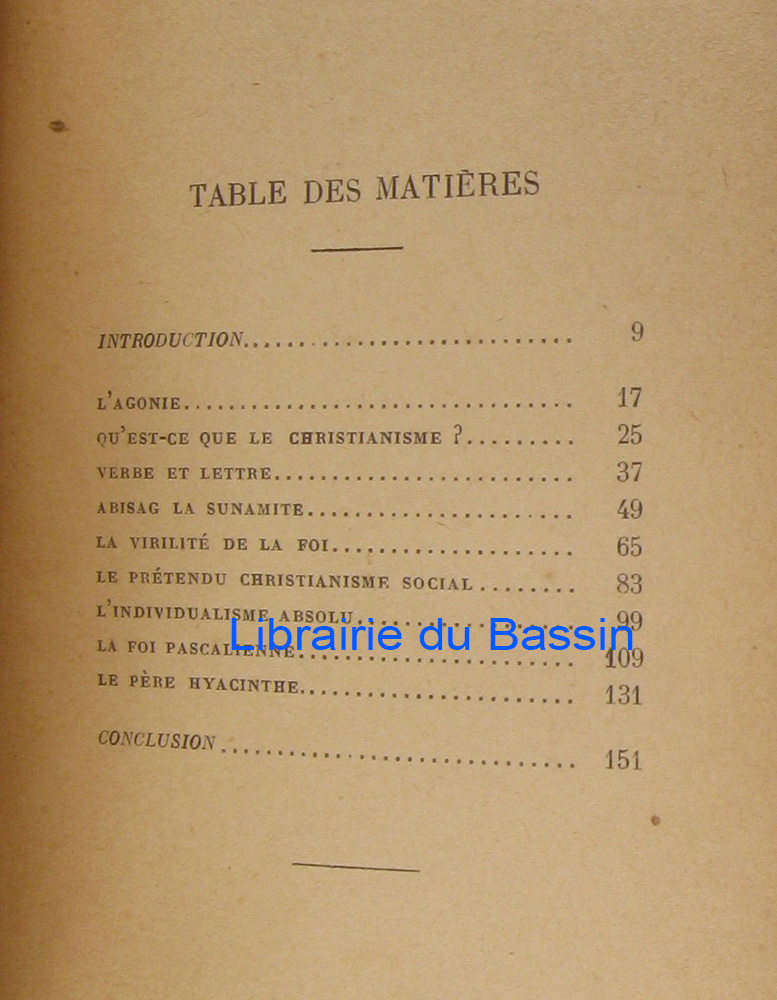 TABLE DES MATIÈRES
INTRODUCTION.............................. 9
L'AGONIE.................................. 17
QU'EST-CE QUE LE CHRISTIANISME ?.......... 25
VERBE ET LETTRE........................... 37
ABISAG LA SUNAMITE........................ 49
LA VIRILITÉ DE LA FOI..................... 65
LE PRÉTENDU CHRISTIANISME SOCIAL ........ 83
L'INDIVIDUALISME ABSOLU................... 99
Librairie du Bassin
LA FOI PASCALIENNE........................ 109
LE PÈRE HYACINTHE......................... 131
CONCLUSION ............................... 151